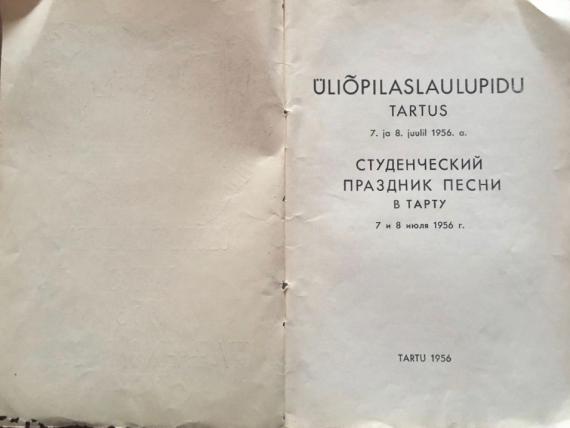 ÜLIÕPILASLAULUPIDU
TARTUS
7. ja 8. juulil 1956. a.
СТУДЕНЧЕСКИЙ
ПРАЗДНИК ПЕСНИ
В ТАРТУ
7 и 8 июля 1956 г.
TARTU 1956